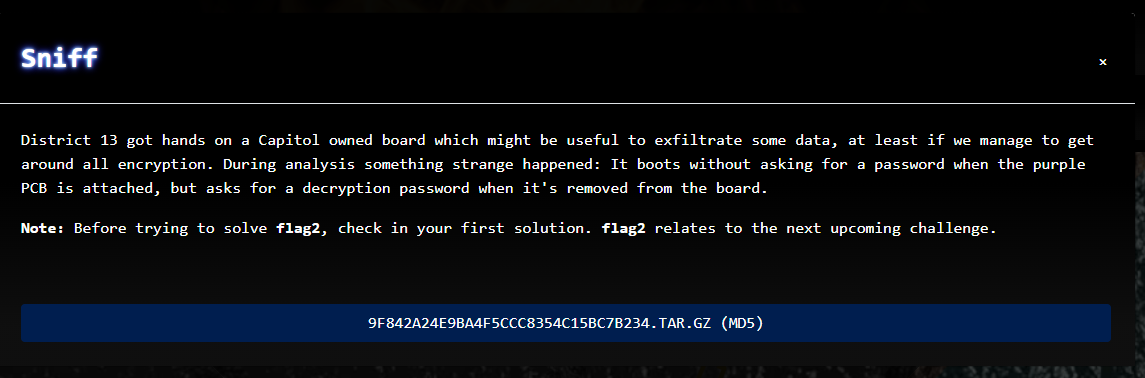 Sniff
×
District 13 got hands on a Capitol owned board which might be useful to exfiltrate some data, at least if we manage to get
around all encryption. During analysis something strange happened: It boots without asking for a password when the purple
PCB is attached, but asks for a decryption password when it's removed from the board.
Note: Before trying to solve flag2, check in your first solution. flag2 relates to the next upcoming challenge.
9F842A24E9BA4F5CCC8354C15BC7B234.TAR.GZ (MD5)